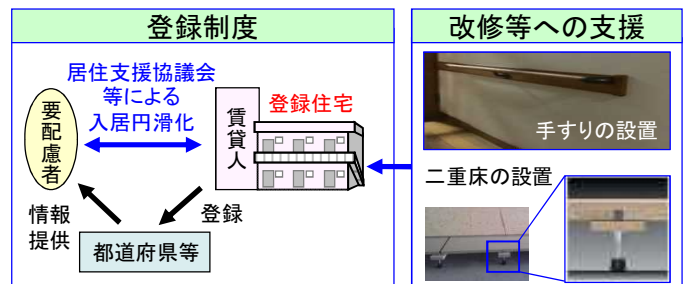 登録制度
居住支援協議会
等による
入居円滑化
要配慮者
賃貸人
登録住宅
情報
提供
登録
都道府県等
改修等への支援
手すりの設置
二重床の設置